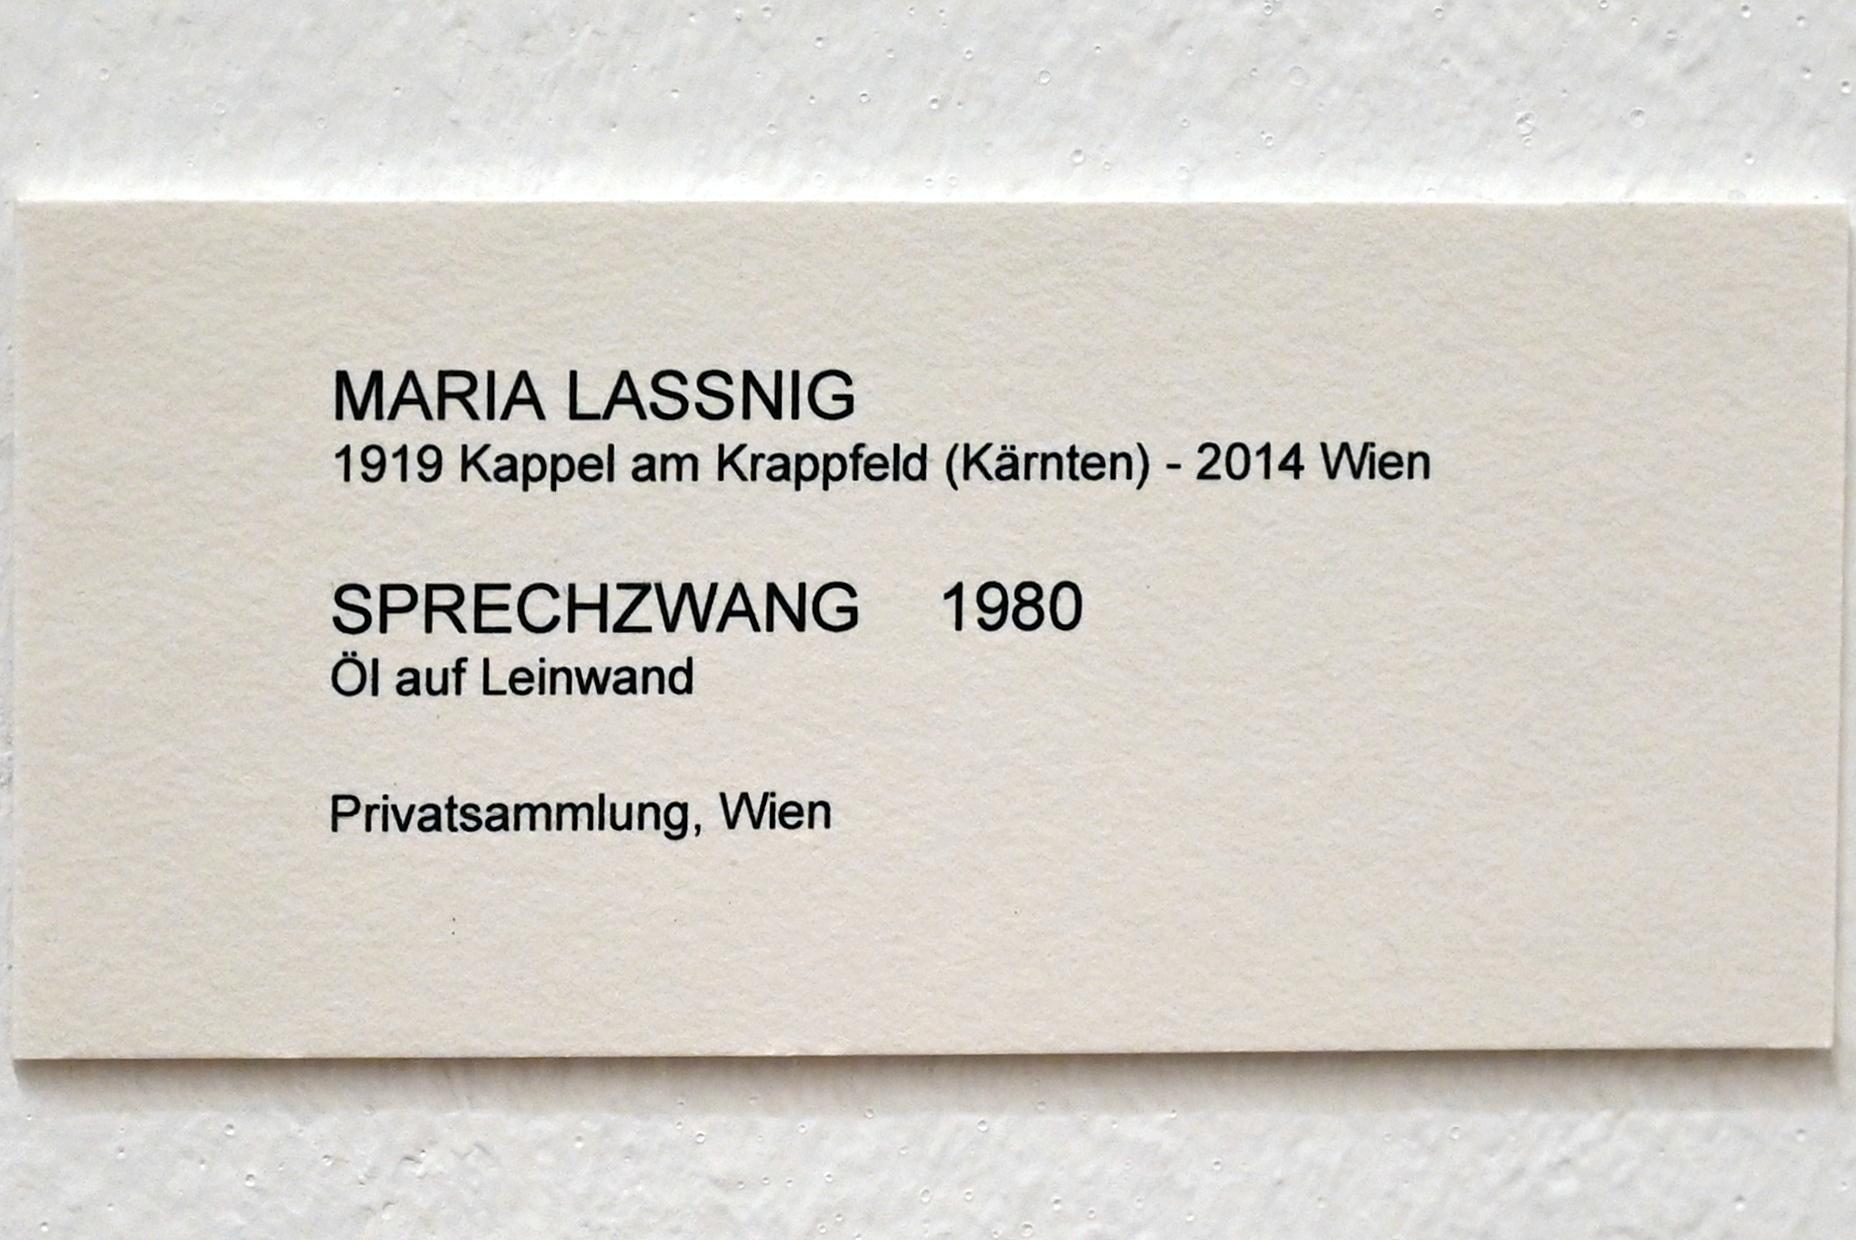 MARIA LASSNIG
1919 Kappel am Krappfeld (Kärnten) - 2014 Wien
SPRECHZWANG 1980
Öl auf Leinwand
Privatsammlung, Wien